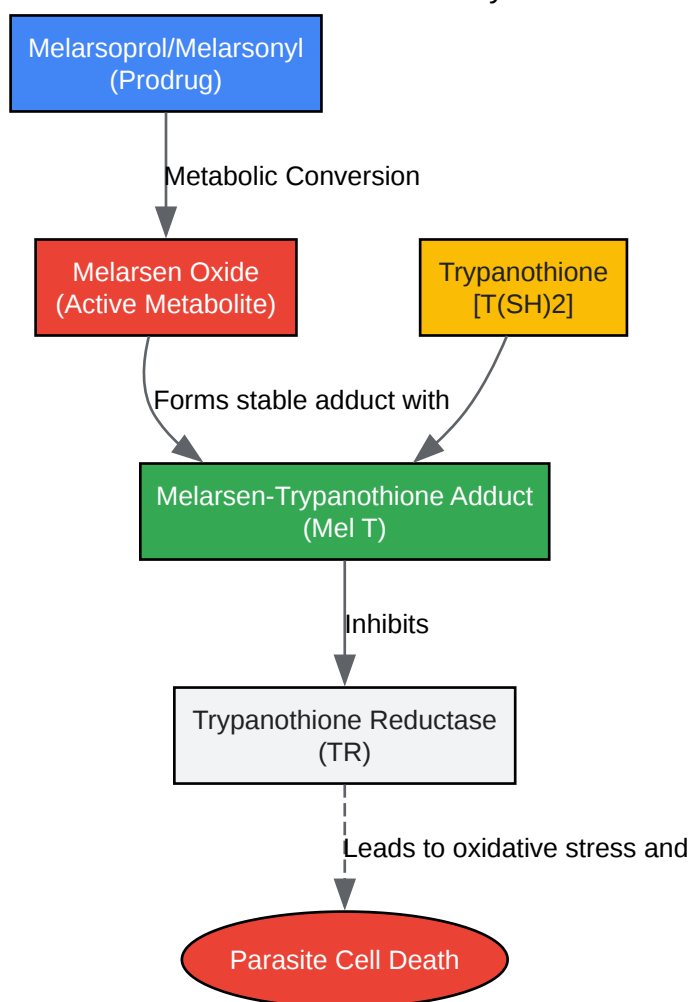 Melarsoprol/Melarsonyl
(Prodrug)
Metabolic Conversion
Melarsen Oxide
(Active Metabolite)
Trypanothione
[T(SH)2]
Forms stable adduct with
Melarsen-Trypanothione Adduct
(Mel T)
Inhibits
Trypanothione Reductase
(TR)
Leads to oxidative stress and
Parasite Cell Death